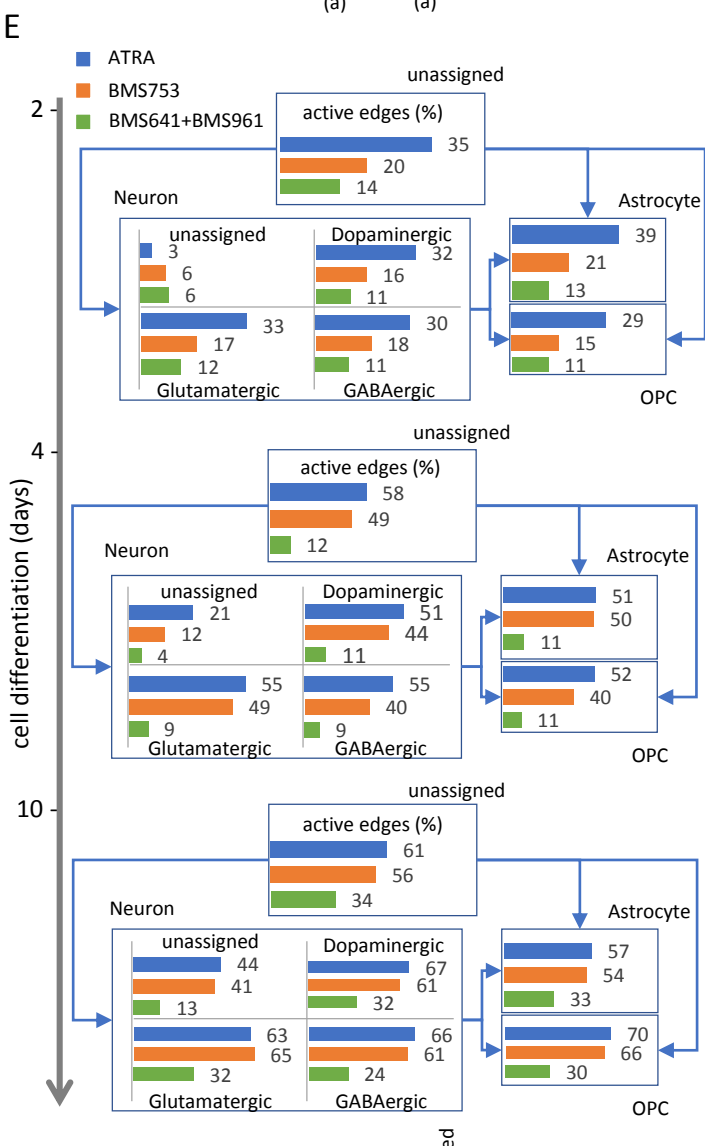 (a) (a)
E
ATRA
BMS753
BMS641+BMS961
cell differentiation (days)
2
unassigned
active edges (%)
35
20
14
Neuron
unassigned
3
6
6
Dopaminergic
32
16
11
33
17
12
Glutamatergic
30
18
11
GABAergic
Astrocyte
39
21
13
29
15
11
OPC
4
unassigned
active edges (%)
58
49
12
Neuron
unassigned
21
12
4
Dopaminergic
51
44
11
55
49
9
Glutamatergic
55
40
9
GABAergic
Astrocyte
51
50
11
52
40
11
OPC
10
unassigned
active edges (%)
61
56
34
Neuron
unassigned
44
41
13
Dopaminergic
67
61
32
63
65
32
Glutamatergic
66
61
24
GABAergic
Astrocyte
57
54
33
70
66
30
OPC